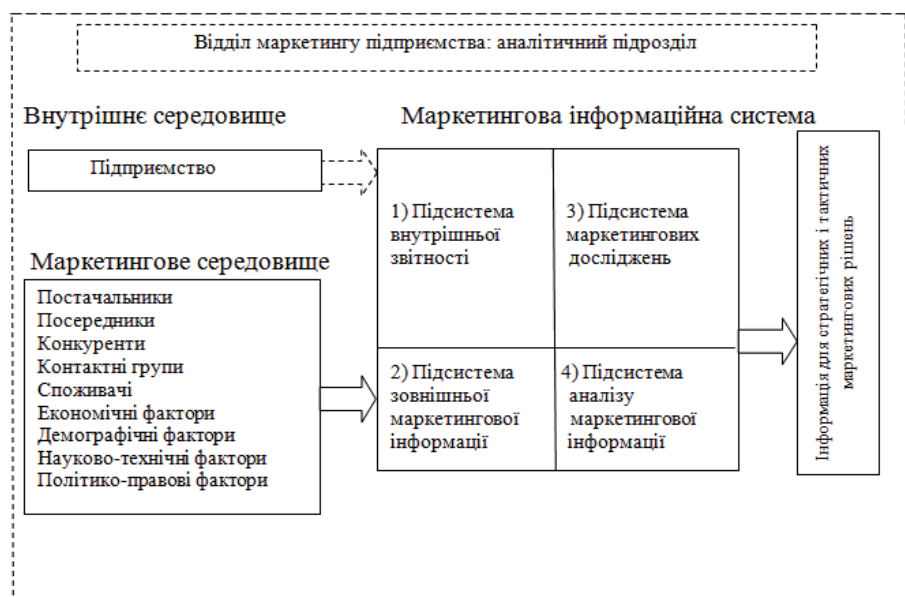 Відділ маркетингу підприємства: аналітичний підрозділ
Внутрішнє середовище
Підприємство
Маркетингове середовище
Постачальники
Посередники
Конкуренти
Контактні групи
Споживачі
Економічні фактори
Демографічні фактори
Науково-технічні фактори
Політико-правові фактори
Маркетингова інформаційна система
1) Підсистема
внутрішньої
звітності
3) Підсистема
маркетингових
досліджень
2) Підсистема
зовнішньої
маркетингової
інформації
4) Підсистема
аналізу
маркетингової
інформації
Інформація для стратегічних і тактичних
маркетингових рішень